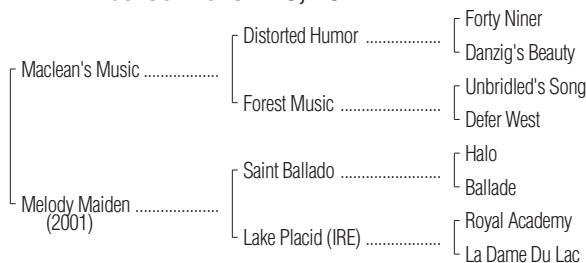 Forty Niner
Distorted Humor ..................
Danzig's Beauty
Maclean's Music ..................
Unbridled's Song
Forest Music ........................
Defer West
Halo
Saint Ballado ........................
Ballade
Melody Maiden ....................
(2001)
Royal Academy
Lake Placid (IRE) ..................
La Dame Du Lac